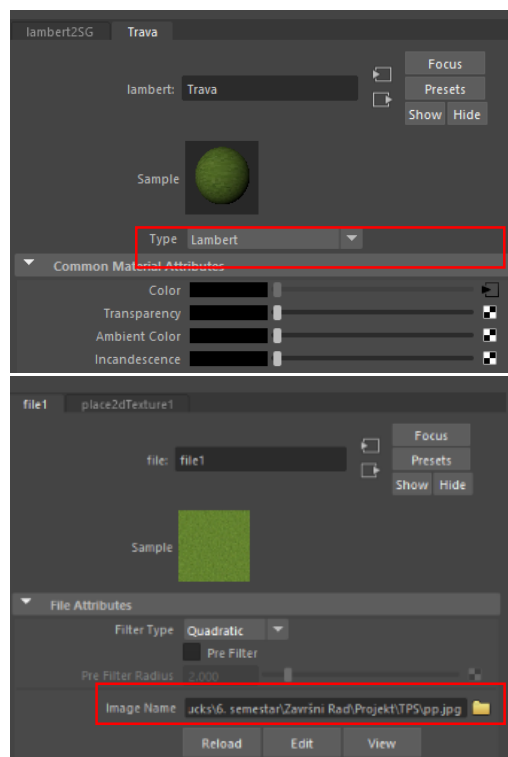 lambert2SG Trava
Focus
lambert: Trava Presets
Show Hide
Sample
Type Lambert
Common Material Attributes
Color
Transparency
Ambient Color
Incandescence
file1 place2dTexture1
Focus
file: file1 Presets
Show Hide
Sample
File Attributes
Filter Type Quadratic
Pre Filter
Pre Filter Radius 2.000
Image Name ucks\6. semestar\Završni Rad\Projekt\TPS\pp.jpg
Reload Edit View